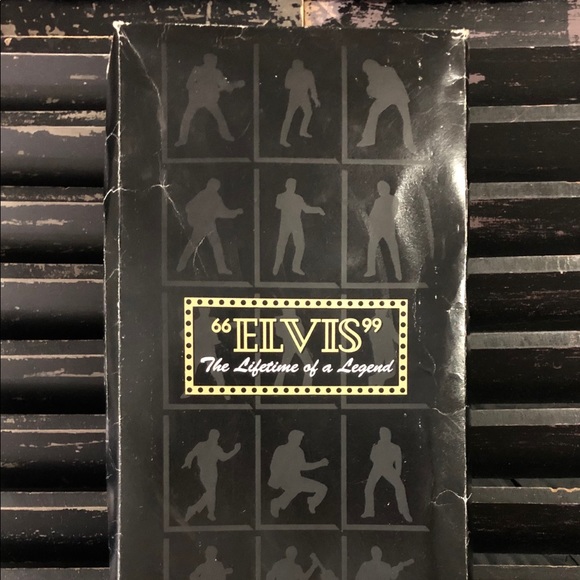 “ELVIS”
The Lifetime of a Legend